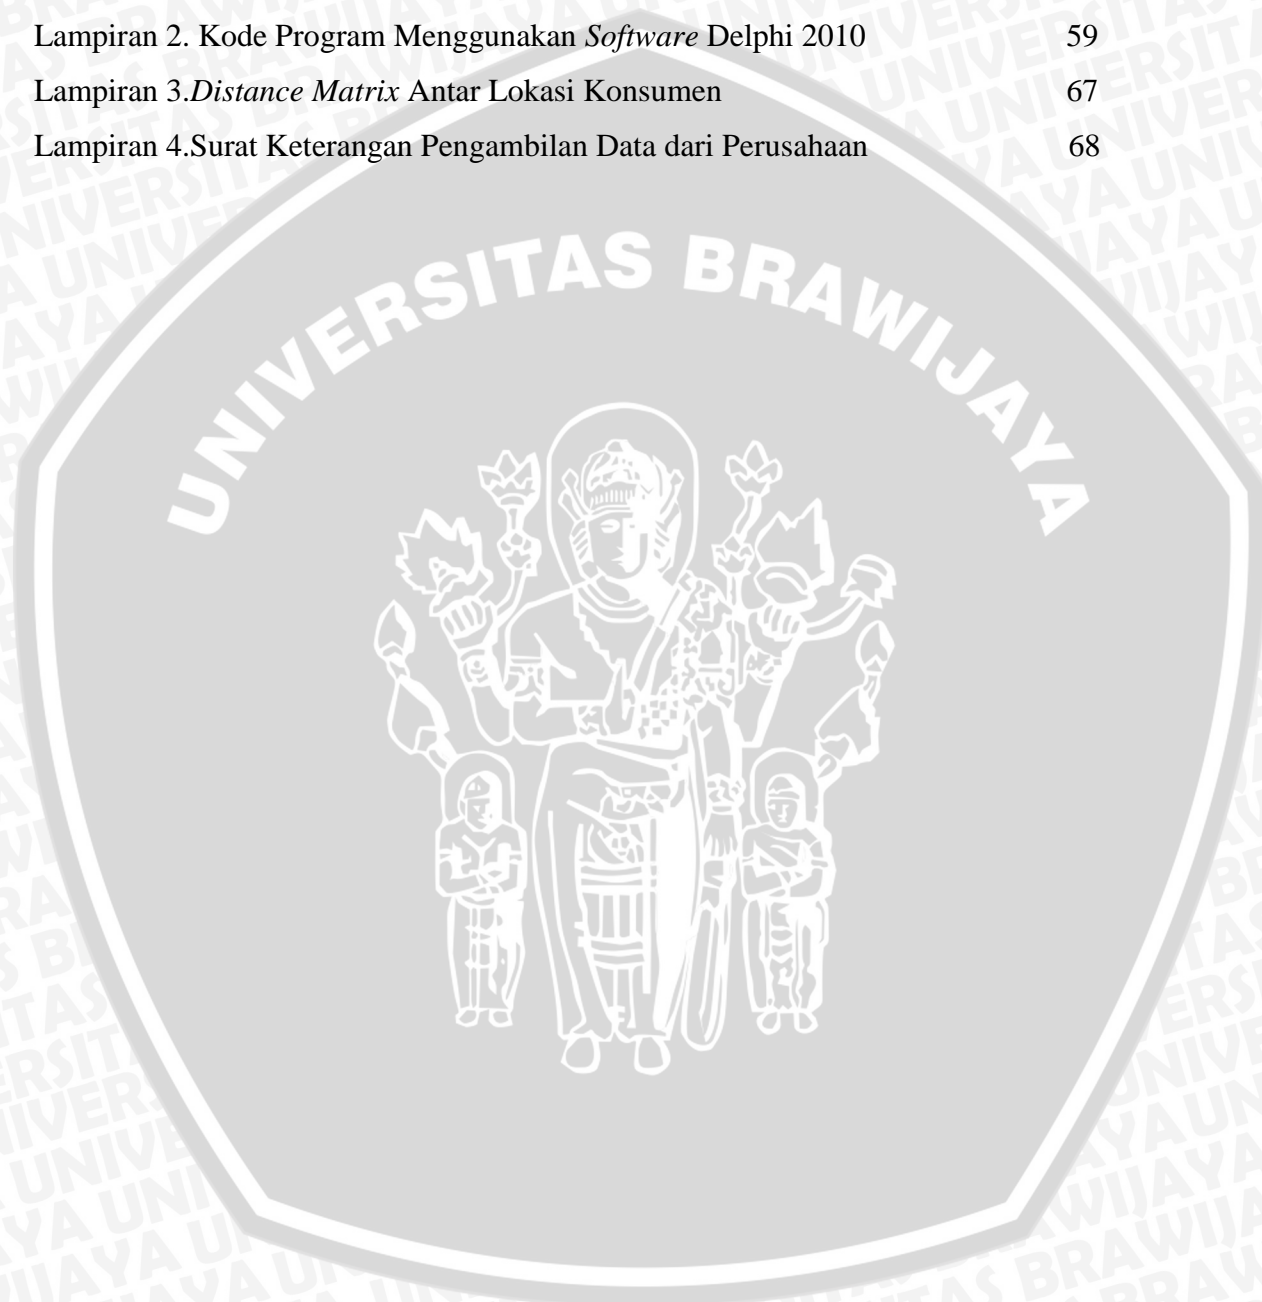 Lampiran 2. Kode Program Menggunakan Software Delphi 2010 59
Lampiran 3.Distance Matrix Antar Lokasi Konsumen 67
Lampiran 4.Surat Keterangan Pengambilan Data dari Perusahaan 68
UNIVERSITAS BRAWIJAYA